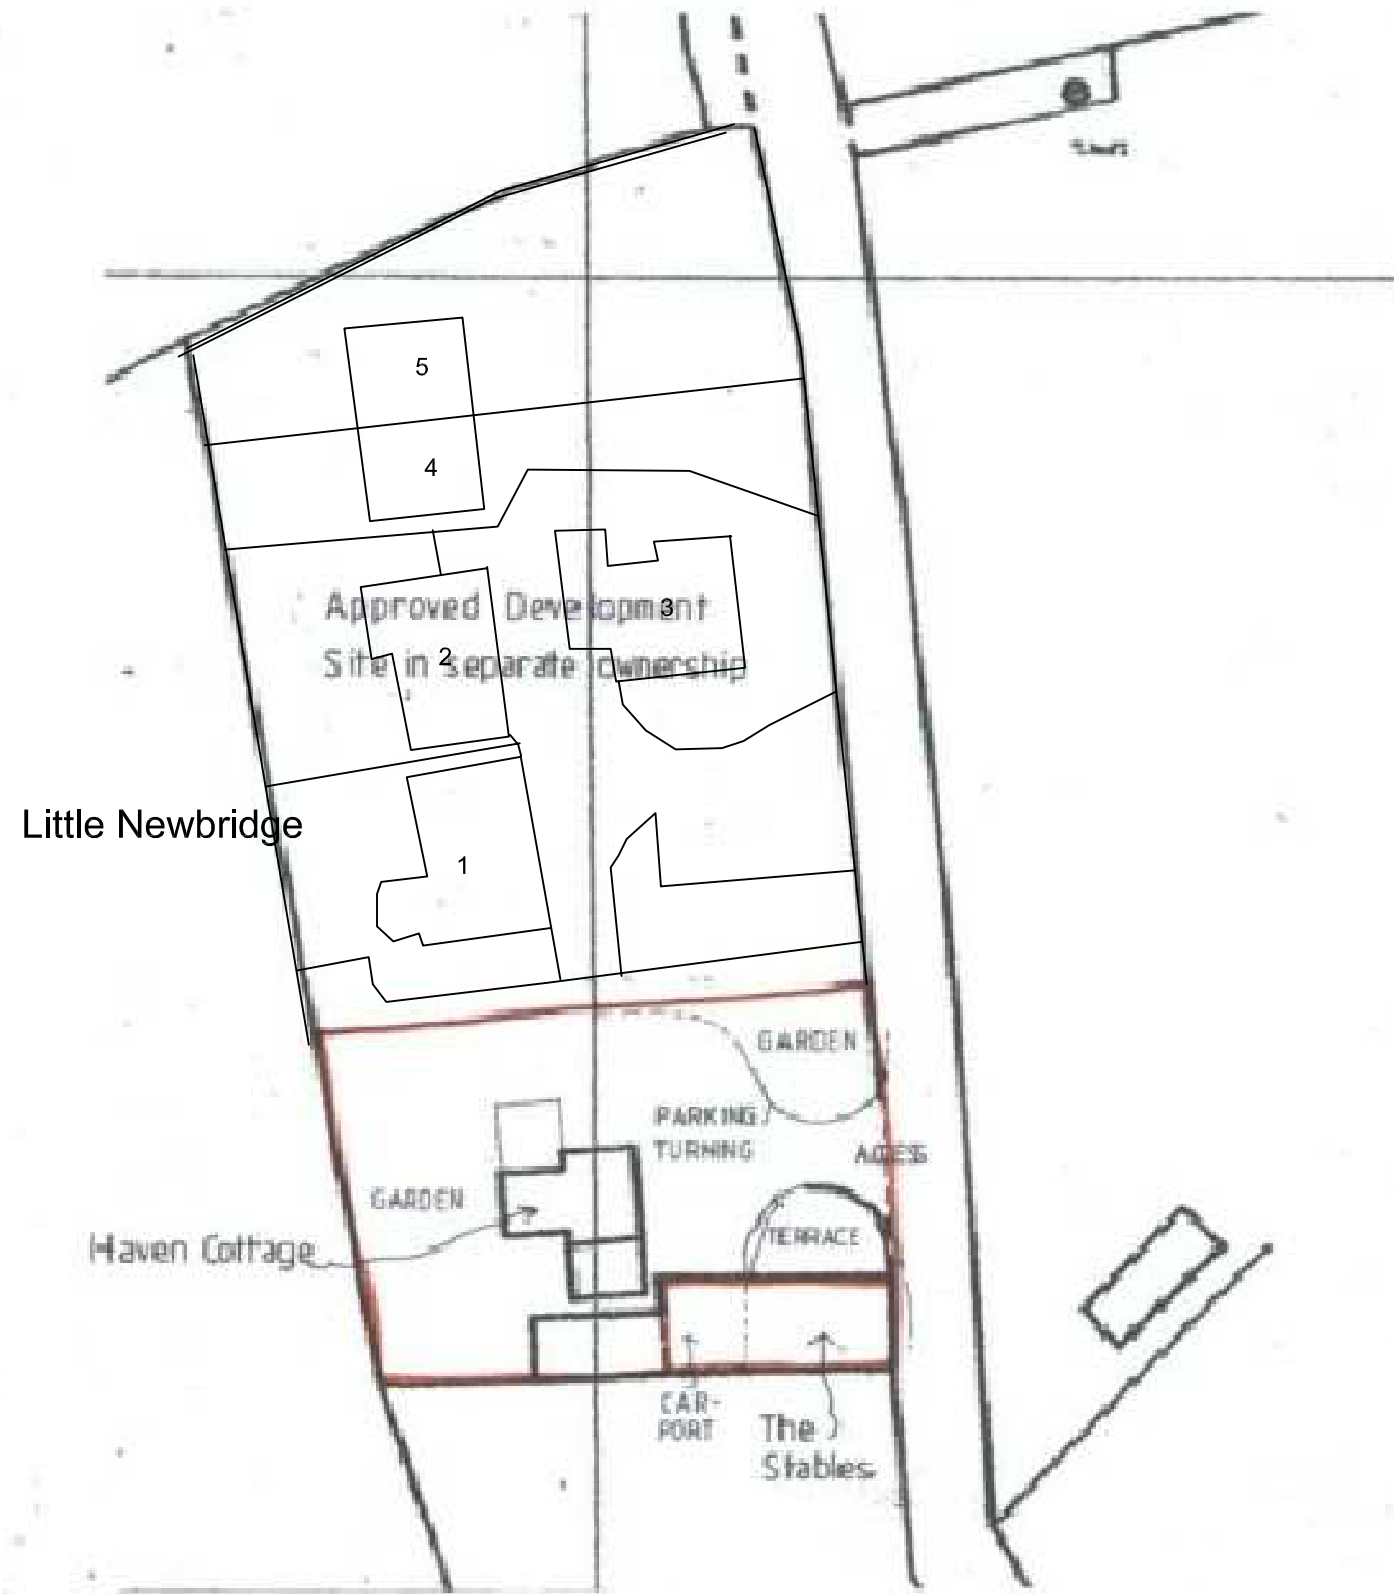 5
4
Approved Development
3
Site in separate ownership
2
Little Newbridge
1
GARDEN
PARKING/
TURNING
ACCESS
GARDEN
TERRACE
Haven Cottage
CAR-
PORT
The
Stables